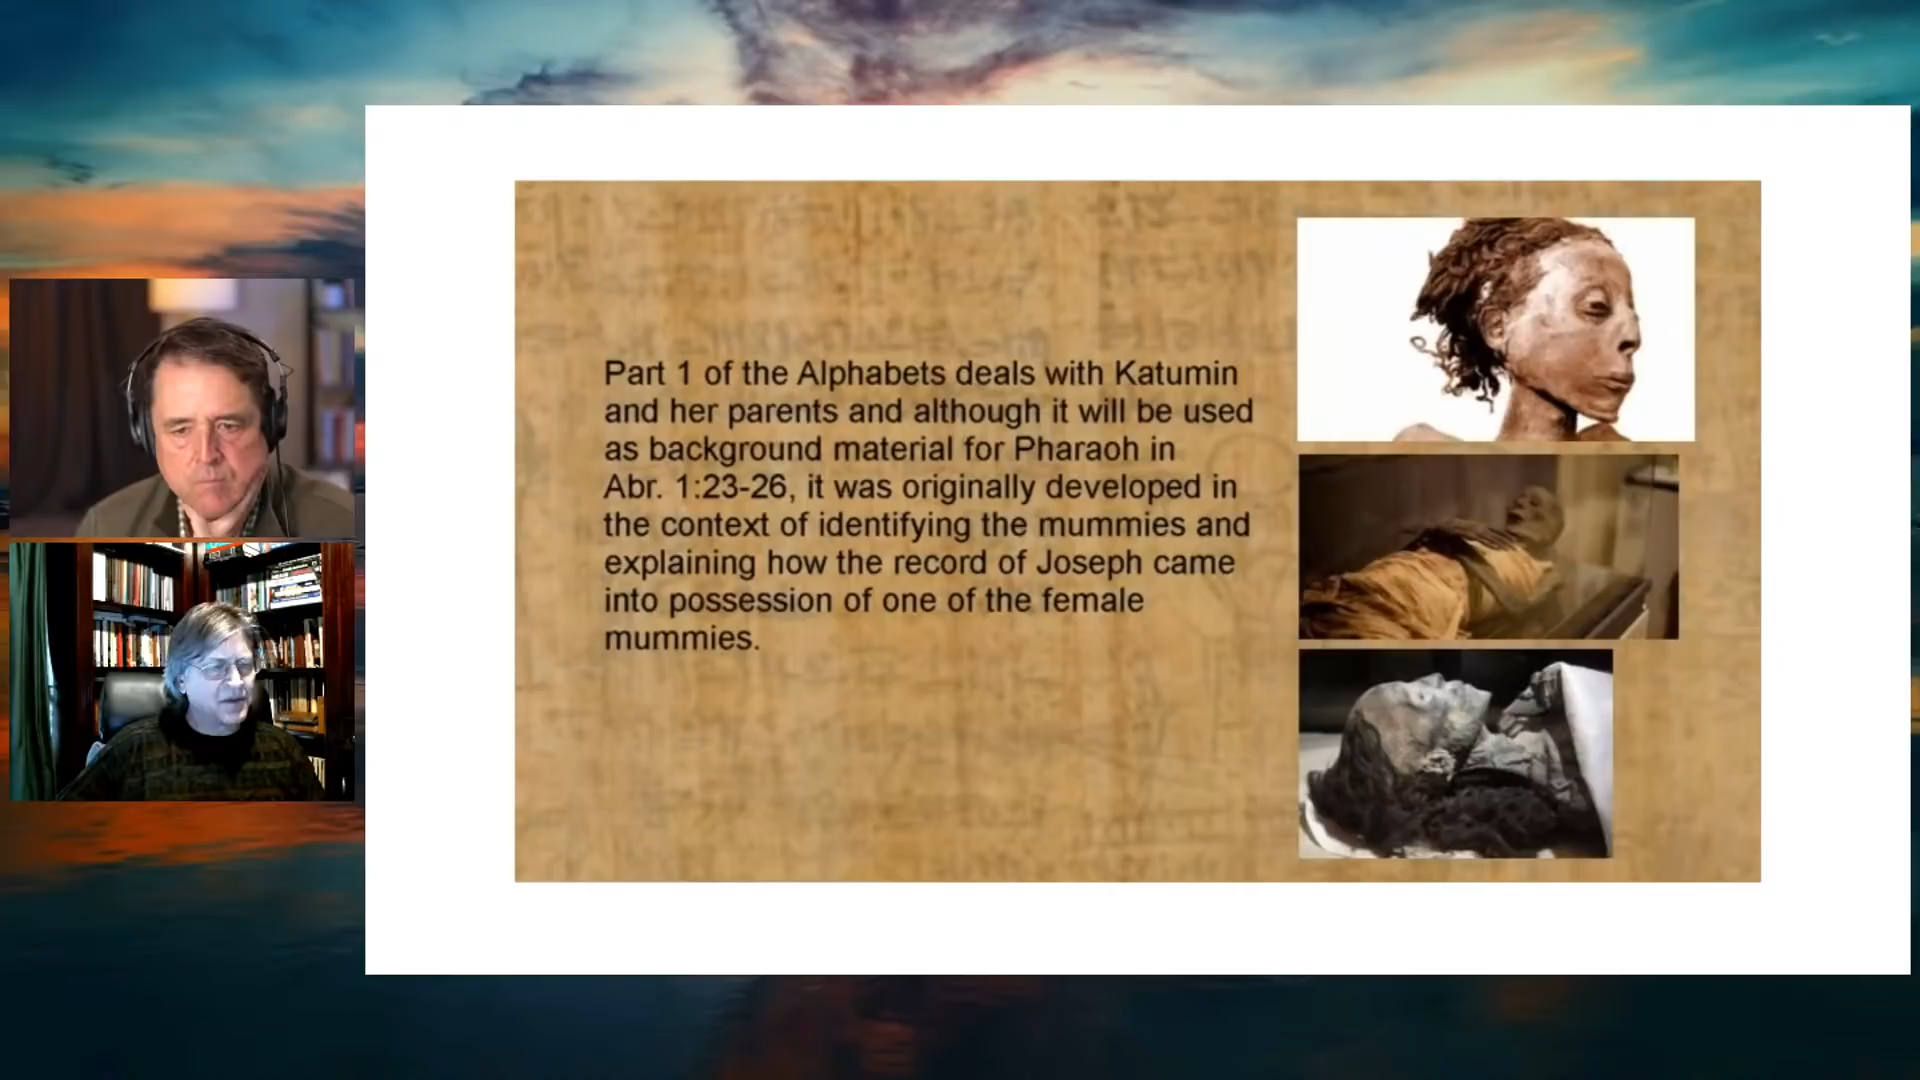 Part 1 of the Alphabets deals with Katumin
and her parents and although it will be used
as background material for Pharaoh in
Abr. 1:23-26, it was originally developed in
the context of identifying the mummies and
explaining how the record of Joseph came
into possession of one of the female
mummies.